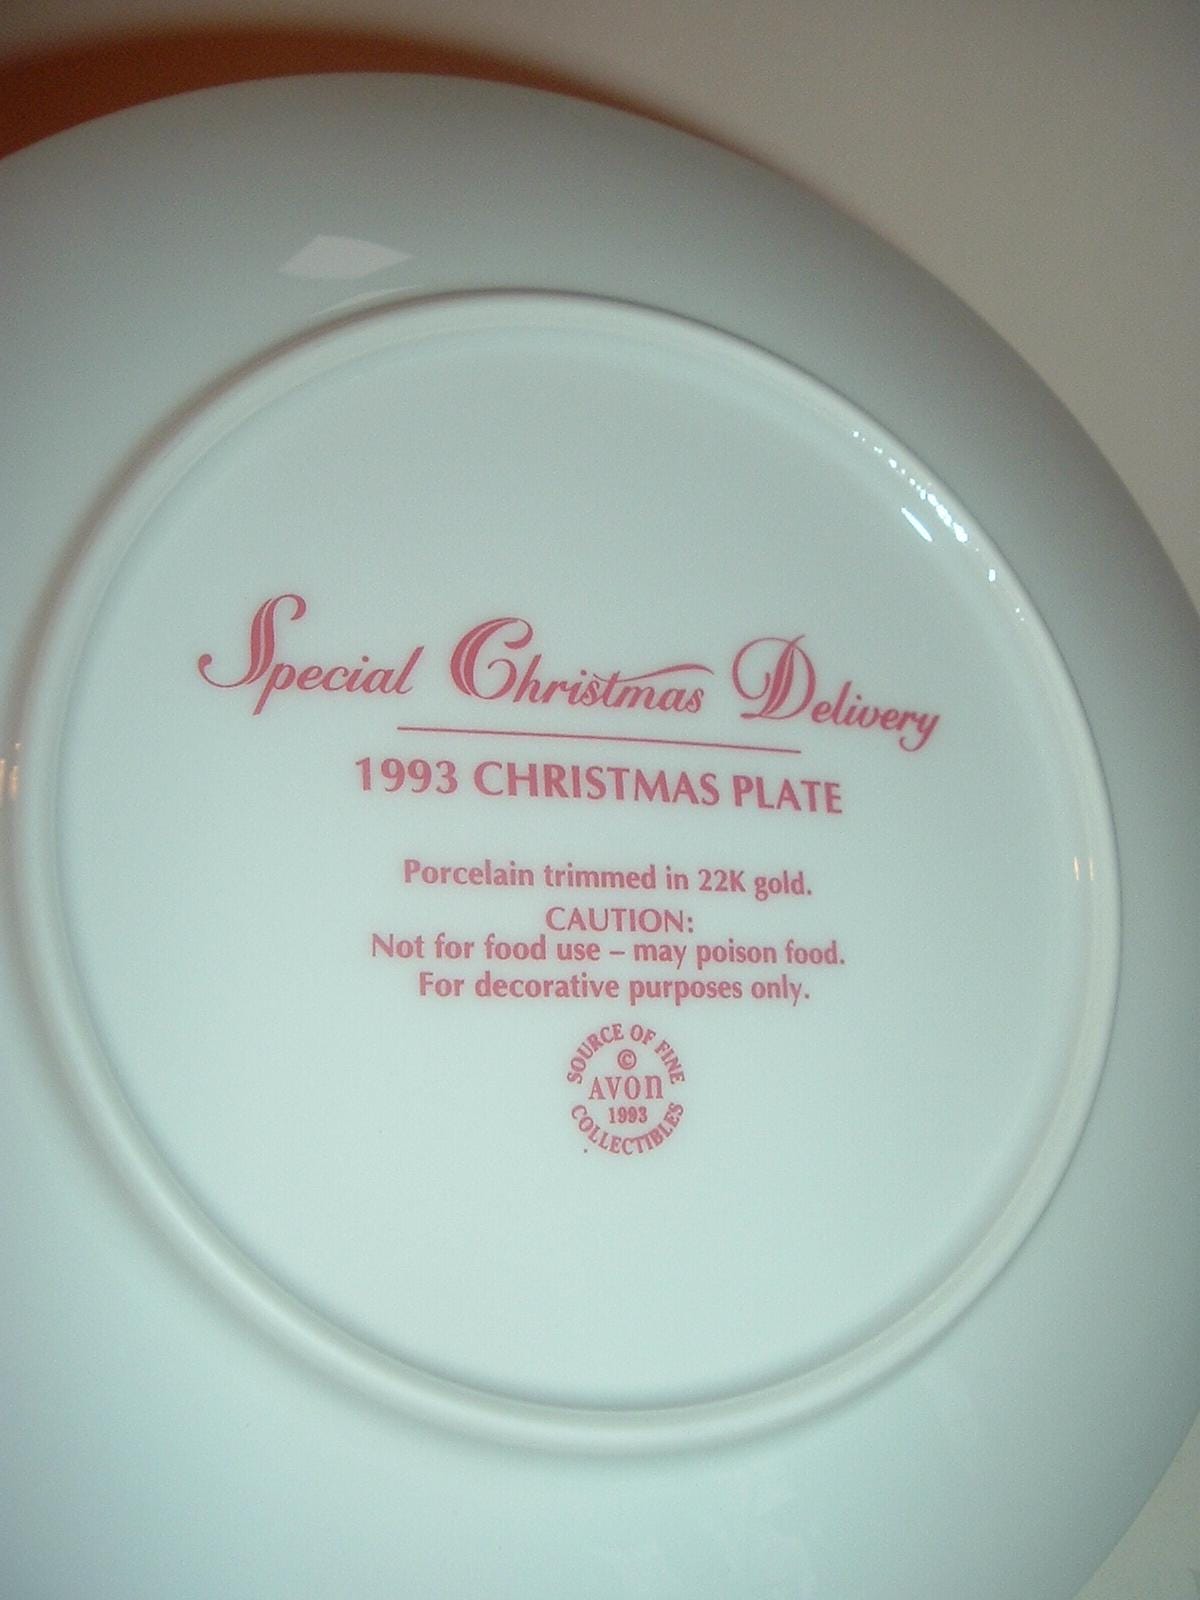 Special Christmas Delivery
1993 CHRISTMAS PLATE
Porcelain trimmed in 22K gold.
CAUTION:
Not for food use – may poison food.
For decorative purposes only.
SOURCE OF FINE
©
AVON
1993
COLLECTIBLES